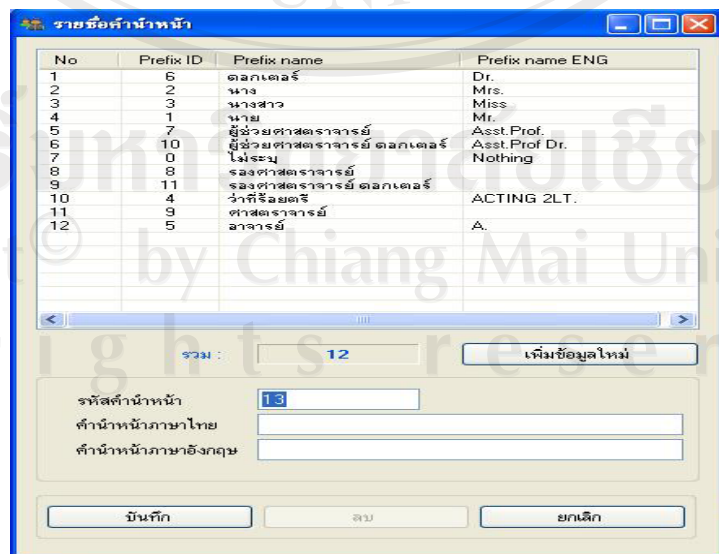 รายชื่อคำนำหน้า
No Prefix ID Prefix name Prefix name ENG
1 6 ดอกเตอร์ Dr.
2 2 นาง Mrs.
3 3 นางสาว Miss
4 1 นาย Mr.
5 7 ผู้ช่วยศาสตราจารย์ Asst.Prof.
6 10 ผู้ช่วยศาสตราจารย์ ดอกเตอร์ Asst.Prof Dr.
7 0 ไม่ระบุ Nothing
8 8 รองศาสตราจารย์
9 11 รองศาสตราจารย์ ดอกเตอร์
10 4 ว่าที่ร้อยตรี ACTING 2LT.
11 9 ศาสตราจารย์
12 5 อาจารย์ A.
© by Chiang Mai Uni
รวม : 12 เพิ่มข้อมูลใหม่
รหัสคำนำหน้า 13
คำนำหน้าภาษาไทย
คำนำหน้าภาษาอังกฤษ
บันทึก ลบ ยกเลิก